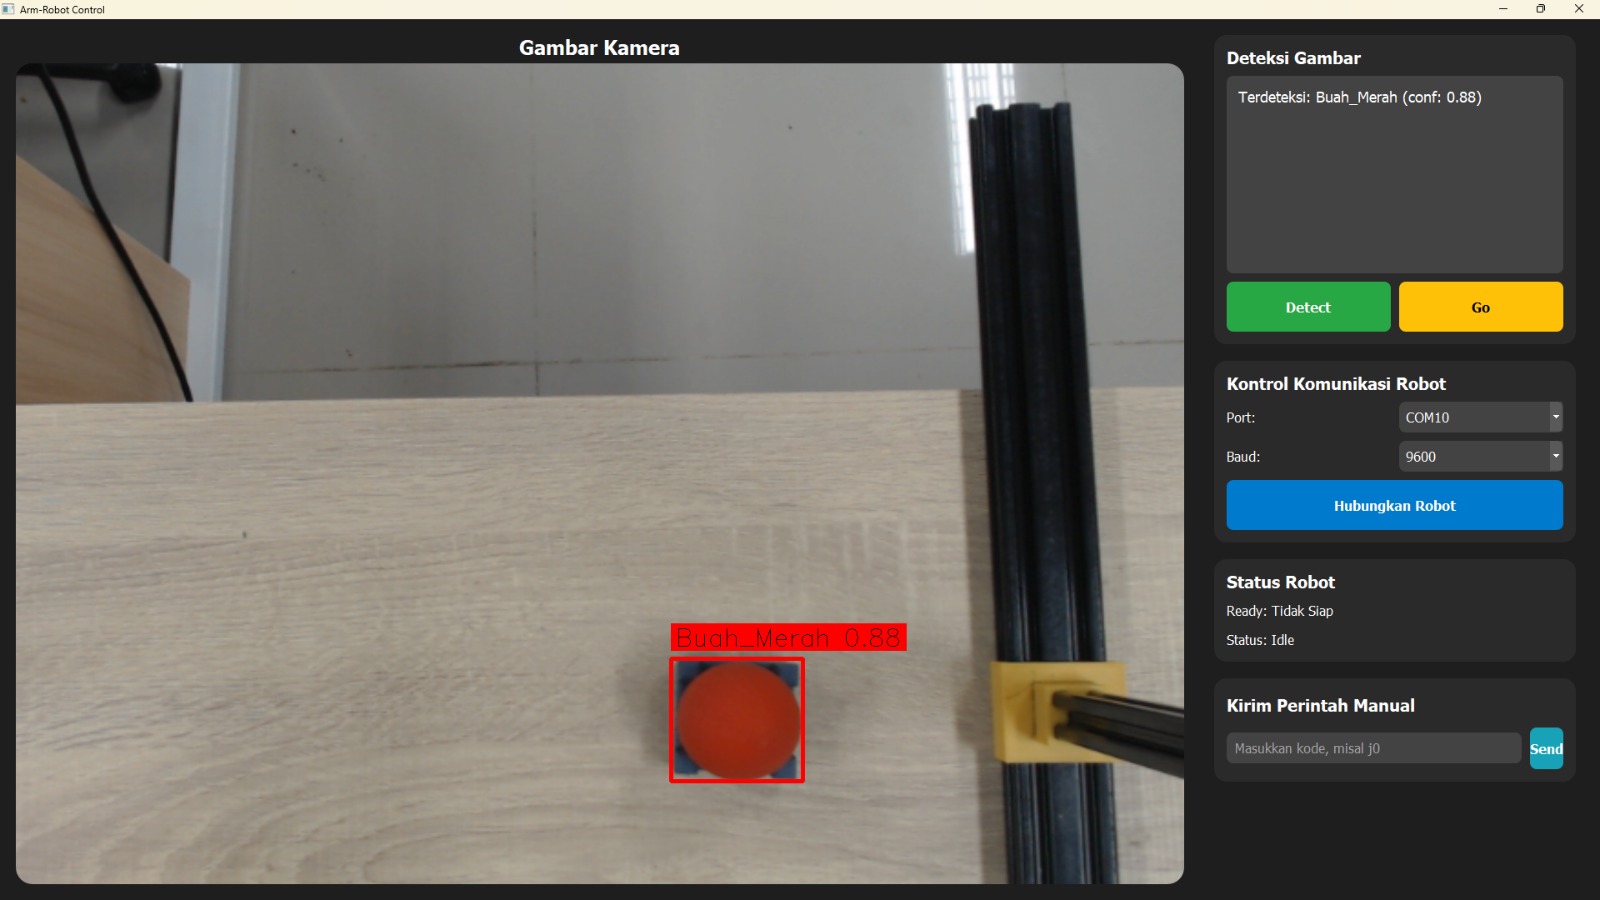 Arm-Robot Control
Gambar Kamera
Buah_Merah 0.88
Deteksi Gambar
Terdeteksi: Buah_Merah (conf: 0.88)
Detect
Go
Kontrol Komunikasi Robot
Port:
COM10
Baud:
9600
Hubungkan Robot
Status Robot
Ready: Tidak Siap
Status: Idle
Kirim Perintah Manual
Masukkan kode, misal j0
Send